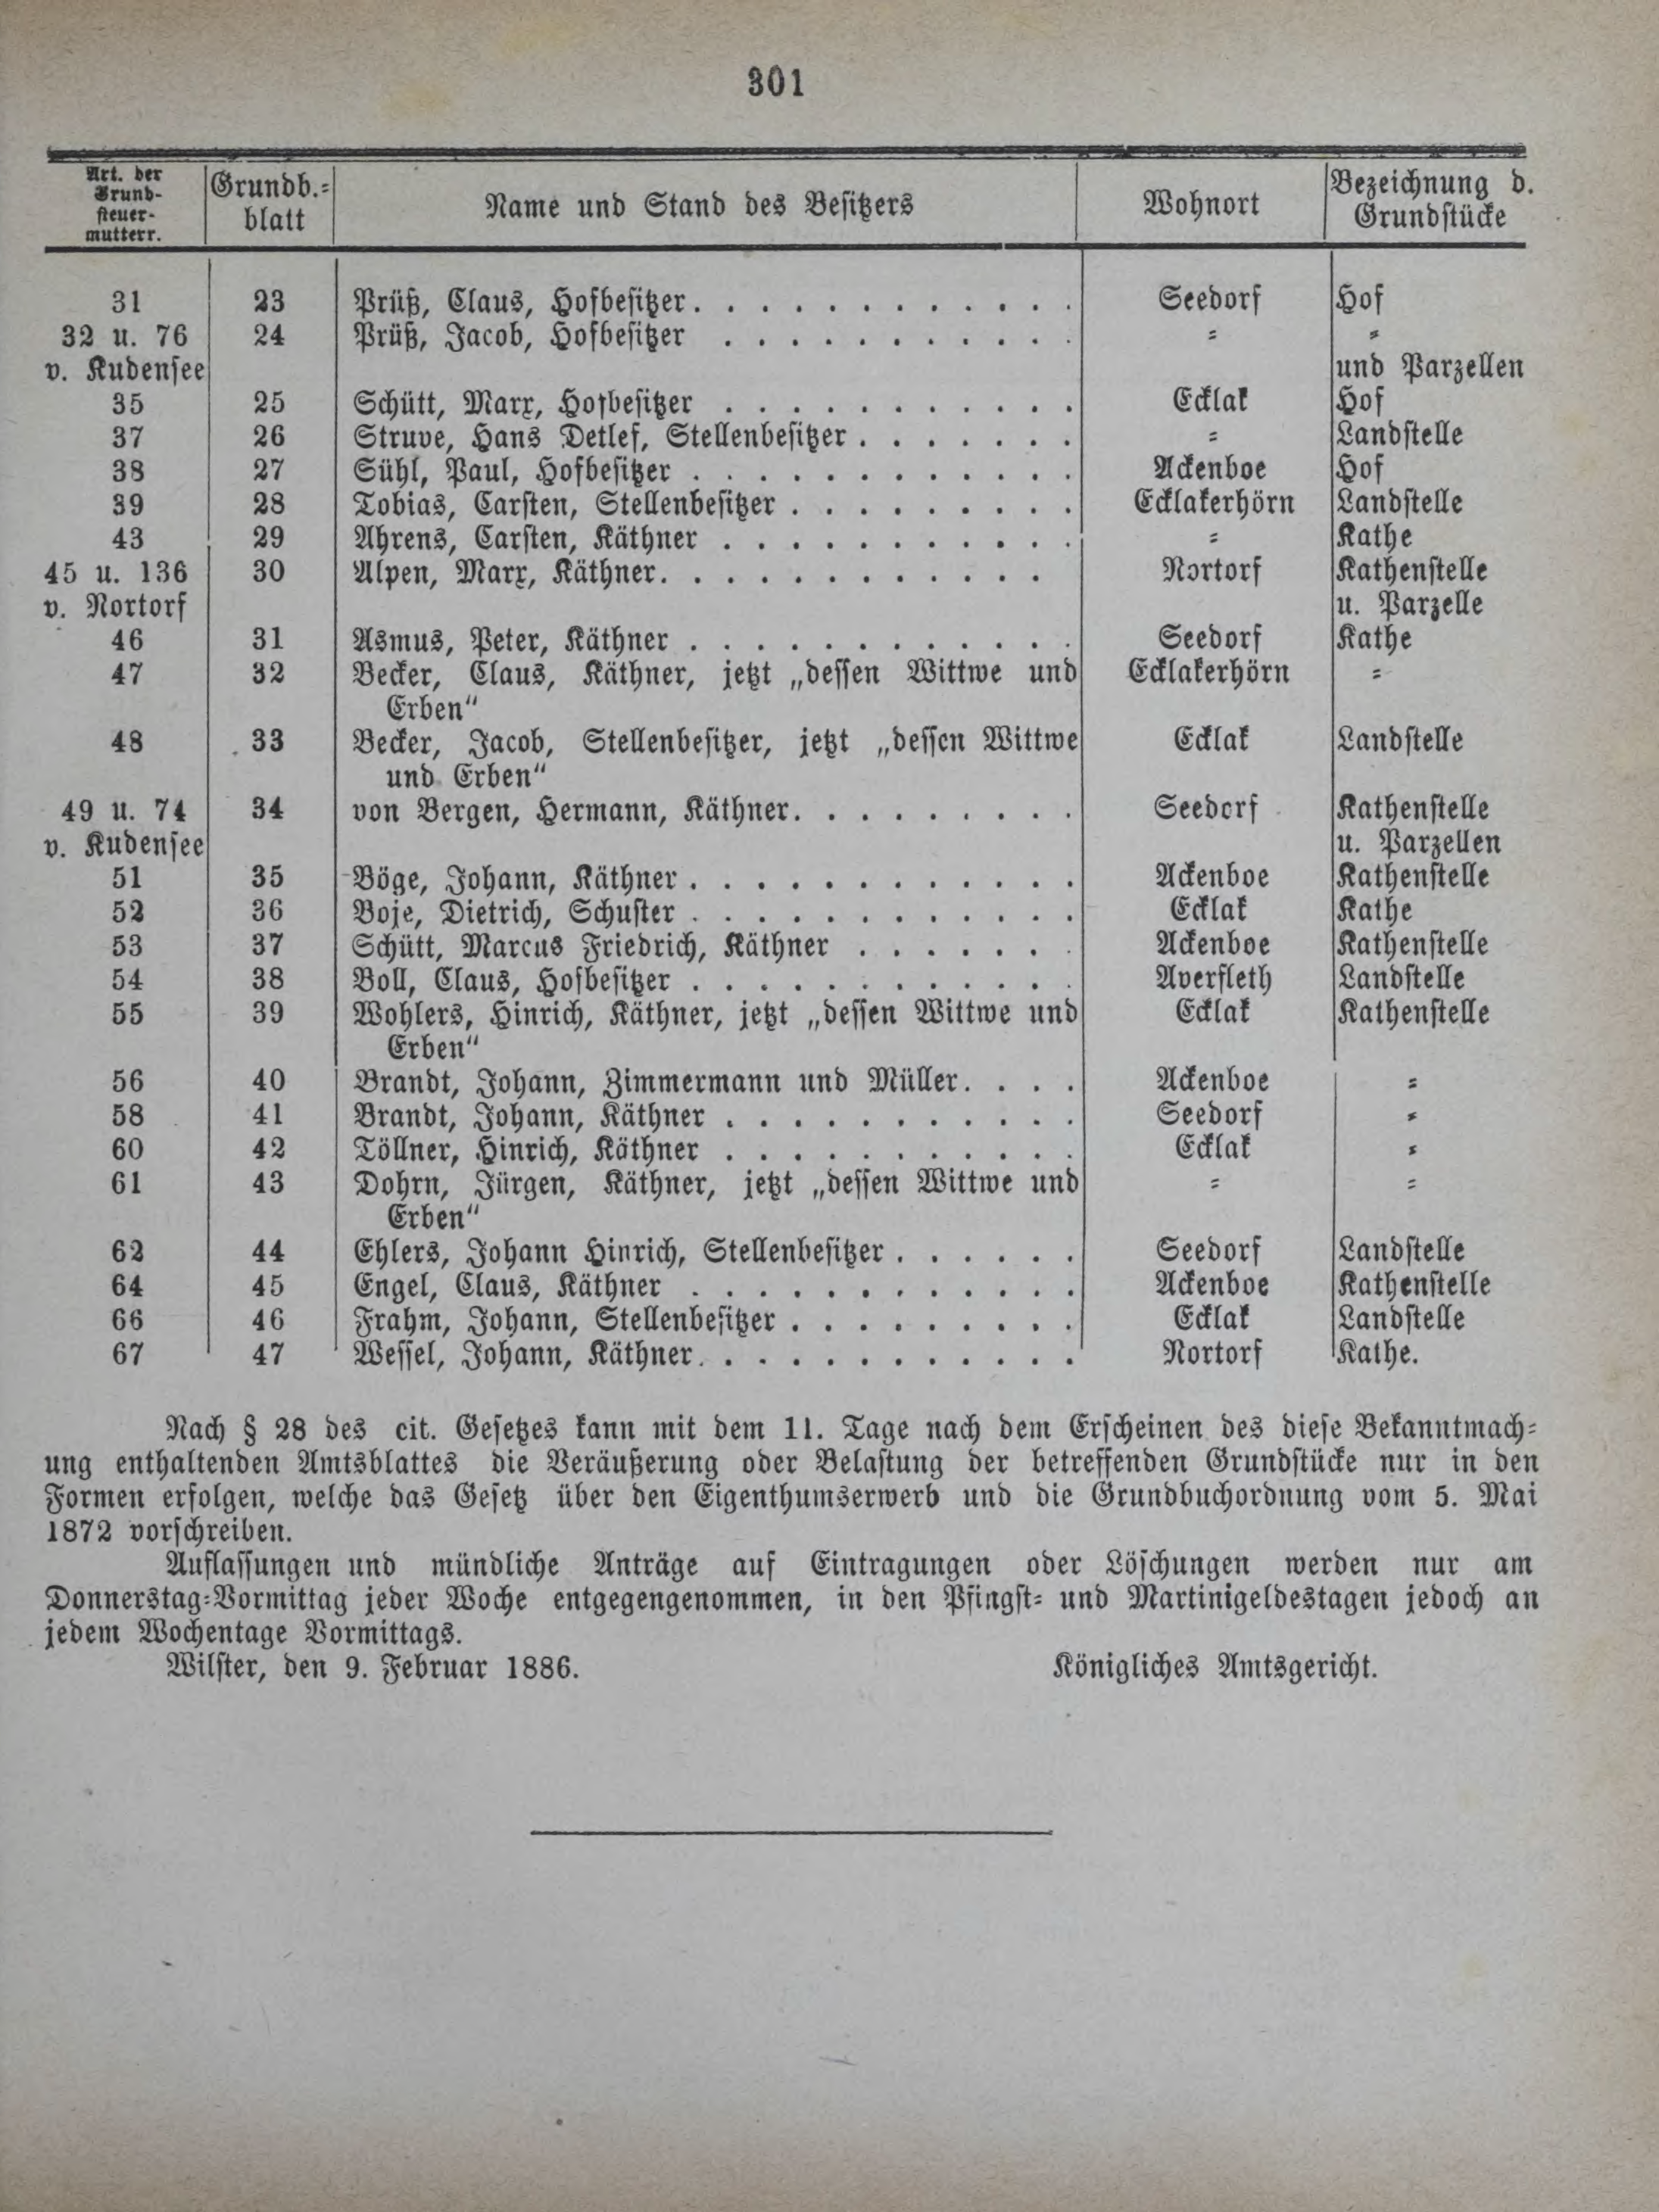 301
Art. der Grund- steuer- mutterr. Grundb.= blatt Name und Stand des Besitzers Wohnort Bezeichnung d. Grundstücke
31 23 Prüß, Claus, Hofbesitzer. . . . . . . . . . . . Seedorf Hof
32 u. 76 24 Prüß, Jacob, Hofbesitzer . . . . . . . . . . . = =
v. Kudensee und Parzellen
35 25 Schütt, Marx, Hofbesitzer . . . . . . . . . . . Ecklak Hof
37 26 Struve, Hans Detlef, Stellenbesitzer . . . . . . . = Landstelle
38 27 Sühl, Paul, Hofbesitzer . . . . . . . . . . . . Ackenboe Hof
39 28 Tobias, Carsten, Stellenbesitzer . . . . . . . . . Ecklakerhörn Landstelle
43 29 Ahrens, Carsten, Käthner . . . . . . . . . . . = Kathe
45 u. 136 30 Alpen, Marx, Käthner. . . . . . . . . . . . Nortorf Kathenstelle
v. Nortorf u. Parzelle
46 31 Asmus, Peter, Käthner . . . . . . . . . . . . Seedorf Kathe
47 32 Becker, Claus, Käthner, jetzt „dessen Wittwe und Ecklakerhörn =
Erben“
48 33 Becker, Jacob, Stellenbesitzer, jetzt „dessen Wittwe Ecklak Landstelle
und Erben“
49 u. 74 34 von Bergen, Hermann, Käthner. . . . . . . . . Seedorf Kathenstelle
v. Kudensee u. Parzellen
51 35 Böge, Johann, Käthner . . . . . . . . . . . . Ackenboe Kathenstelle
52 36 Boje, Dietrich, Schuster . . . . . . . . . . . . Ecklak Kathe
53 37 Schütt, Marcus Friedrich, Käthner . . . . . . . Ackenboe Kathenstelle
54 38 Boll, Claus, Hofbesitzer . . . . . . . . . . . . Averfleth Landstelle
55 39 Wohlers, Hinrich, Käthner, jetzt „dessen Wittwe und Ecklak Kathenstelle
Erben“
56 40 Brandt, Johann, Zimmermann und Müller. . . . Ackenboe =
58 41 Brandt, Johann, Käthner . . . . . . . . . . . Seedorf =
60 42 Töllner, Hinrich, Käthner . . . . . . . . . . . Ecklak =
61 43 Dohrn, Jürgen, Käthner, jetzt „dessen Wittwe und = =
Erben“
62 44 Ehlers, Johann Hinrich, Stellenbesitzer . . . . . . Seedorf Landstelle
64 45 Engel, Claus, Käthner . . . . . . . . . . . . Ackenboe Kathenstelle
66 46 Frahm, Johann, Stellenbesitzer . . . . . . . . . Ecklak Landstelle
67 47 Wessel, Johann, Käthner. . . . . . . . . . . . Nortorf Kathe.
Nach § 28 des cit. Gesetzes kann mit dem 11. Tage nach dem Erscheinen des diese Bekanntmach=
ung enthaltenden Amtsblattes die Veräußerung oder Belastung der betreffenden Grundstücke nur in den
Formen erfolgen, welche das Gesetz über den Eigenthumserwerb und die Grundbuchordnung vom 5. Mai
1872 vorschreiben.
Auflassungen und mündliche Anträge auf Eintragungen oder Löschungen werden nur am
Donnerstag=Vormittag jeder Woche entgegengenommen, in den Pfingst= und Martinigeldestagen jedoch an
jedem Wochentage Vormittags.
Wilster, den 9. Februar 1886. Königliches Amtsgericht.